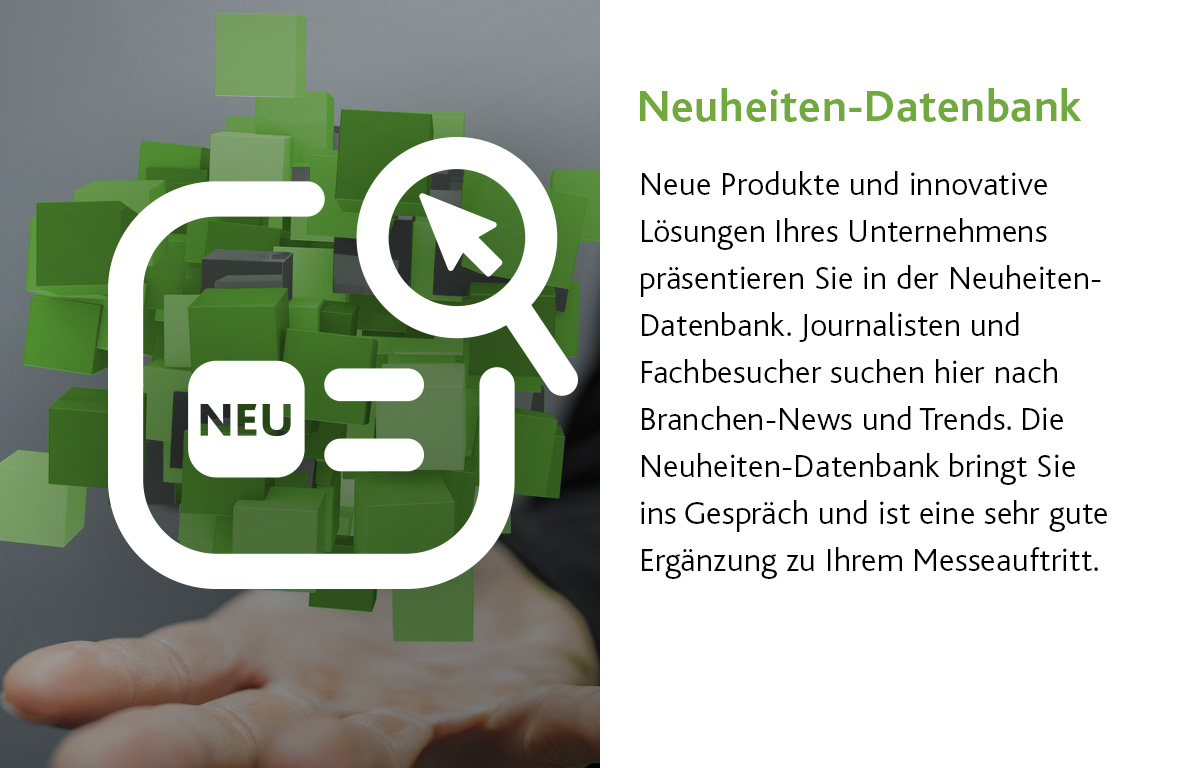 NEU
Neuheiten-Datenbank
Neue Produkte und innovative
Lösungen Ihres Unternehmens
präsentieren Sie in der Neuheiten-
Datenbank. Journalisten und
Fachbesucher suchen hier nach
Branchen-News und Trends. Die
Neuheiten-Datenbank bringt Sie
ins Gespräch und ist eine sehr gute
Ergänzung zu Ihrem Messeauftritt.